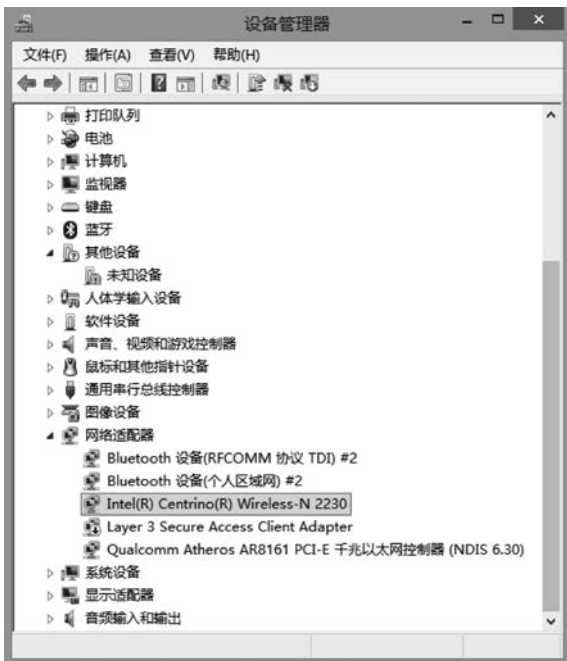 设备管理器
文件(F) 操作(A) 查看(V) 帮助(H)
打印队列
电池
计算机
监视器
键盘
蓝牙
其他设备
未知设备
人体学输入设备
软件设备
声音、视频和游戏控制器
鼠标和其他指针设备
通用串行总线控制器
图像设备
网络适配器
Bluetooth 设备(RFCOMM 协议 TDI) #2
Bluetooth 设备(个人区域网) #2
Intel(R) Centrino(R) Wireless-N 2230
Layer 3 Secure Access Client Adapter
Qualcomm Atheros AR8161 PCI-E 千兆以太网控制器 (NDIS 6.30)
系统设备
显示适配器
音频输入和输出